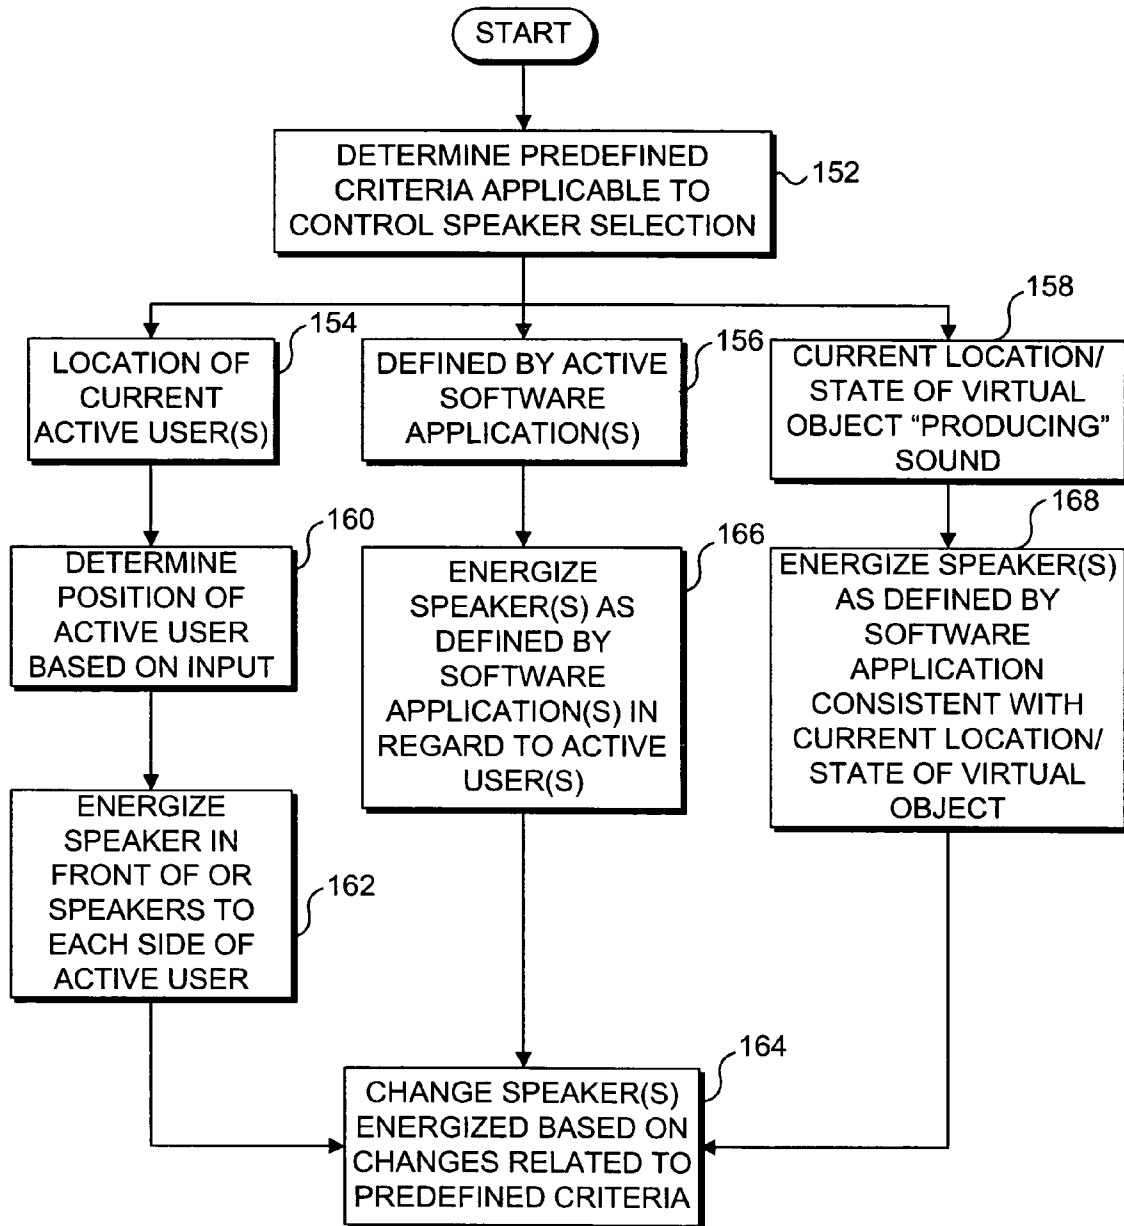 START
DETERMINE PREDEFINED
CRITERIA APPLICABLE TO
CONTROL SPEAKER SELECTION
152
154
LOCATION OF
CURRENT
ACTIVE USER(S)
156
DEFINED BY ACTIVE
SOFTWARE
APPLICATION(S)
158
CURRENT LOCATION/
STATE OF VIRTUAL
OBJECT “PRODUCING”
SOUND
160
DETERMINE
POSITION OF
ACTIVE USER
BASED ON INPUT
166
ENERGIZE
SPEAKER(S) AS
DEFINED BY
SOFTWARE
APPLICATION(S) IN
REGARD TO ACTIVE
USER(S)
168
ENERGIZE SPEAKER(S)
AS DEFINED BY
SOFTWARE
APPLICATION
CONSISTENT WITH
CURRENT LOCATION/
STATE OF VIRTUAL
OBJECT
ENERGIZE
SPEAKER IN
FRONT OF OR
SPEAKERS TO
EACH SIDE OF
ACTIVE USER
162
164
CHANGE SPEAKER(S)
ENERGIZED BASED ON
CHANGES RELATED TO
PREDEFINED CRITERIA